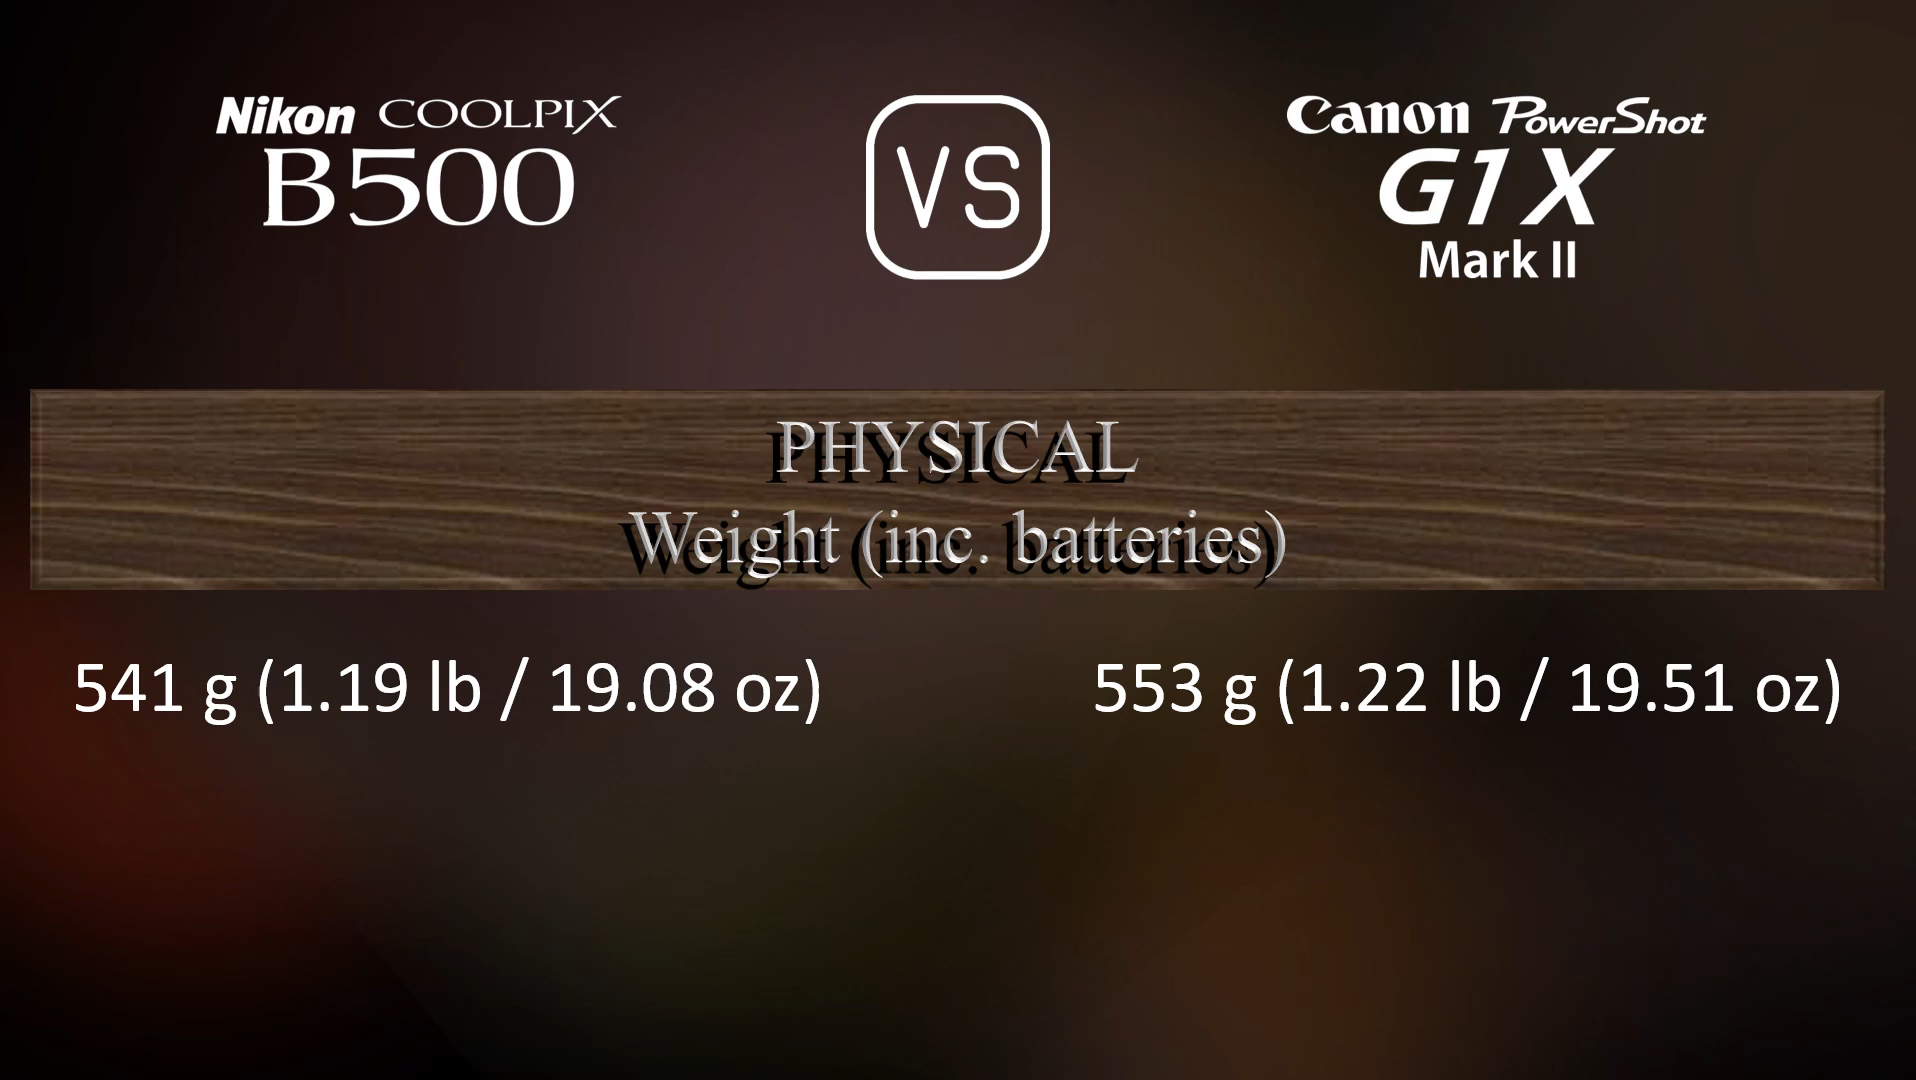 Nikon COOLPIX
B500
VS
Canon PowerShot
G1 X
Mark II
PHYSICAL
Weight (inc. batteries)
541 g (1.19 lb / 19.08 oz)
553 g (1.22 lb / 19.51 oz)